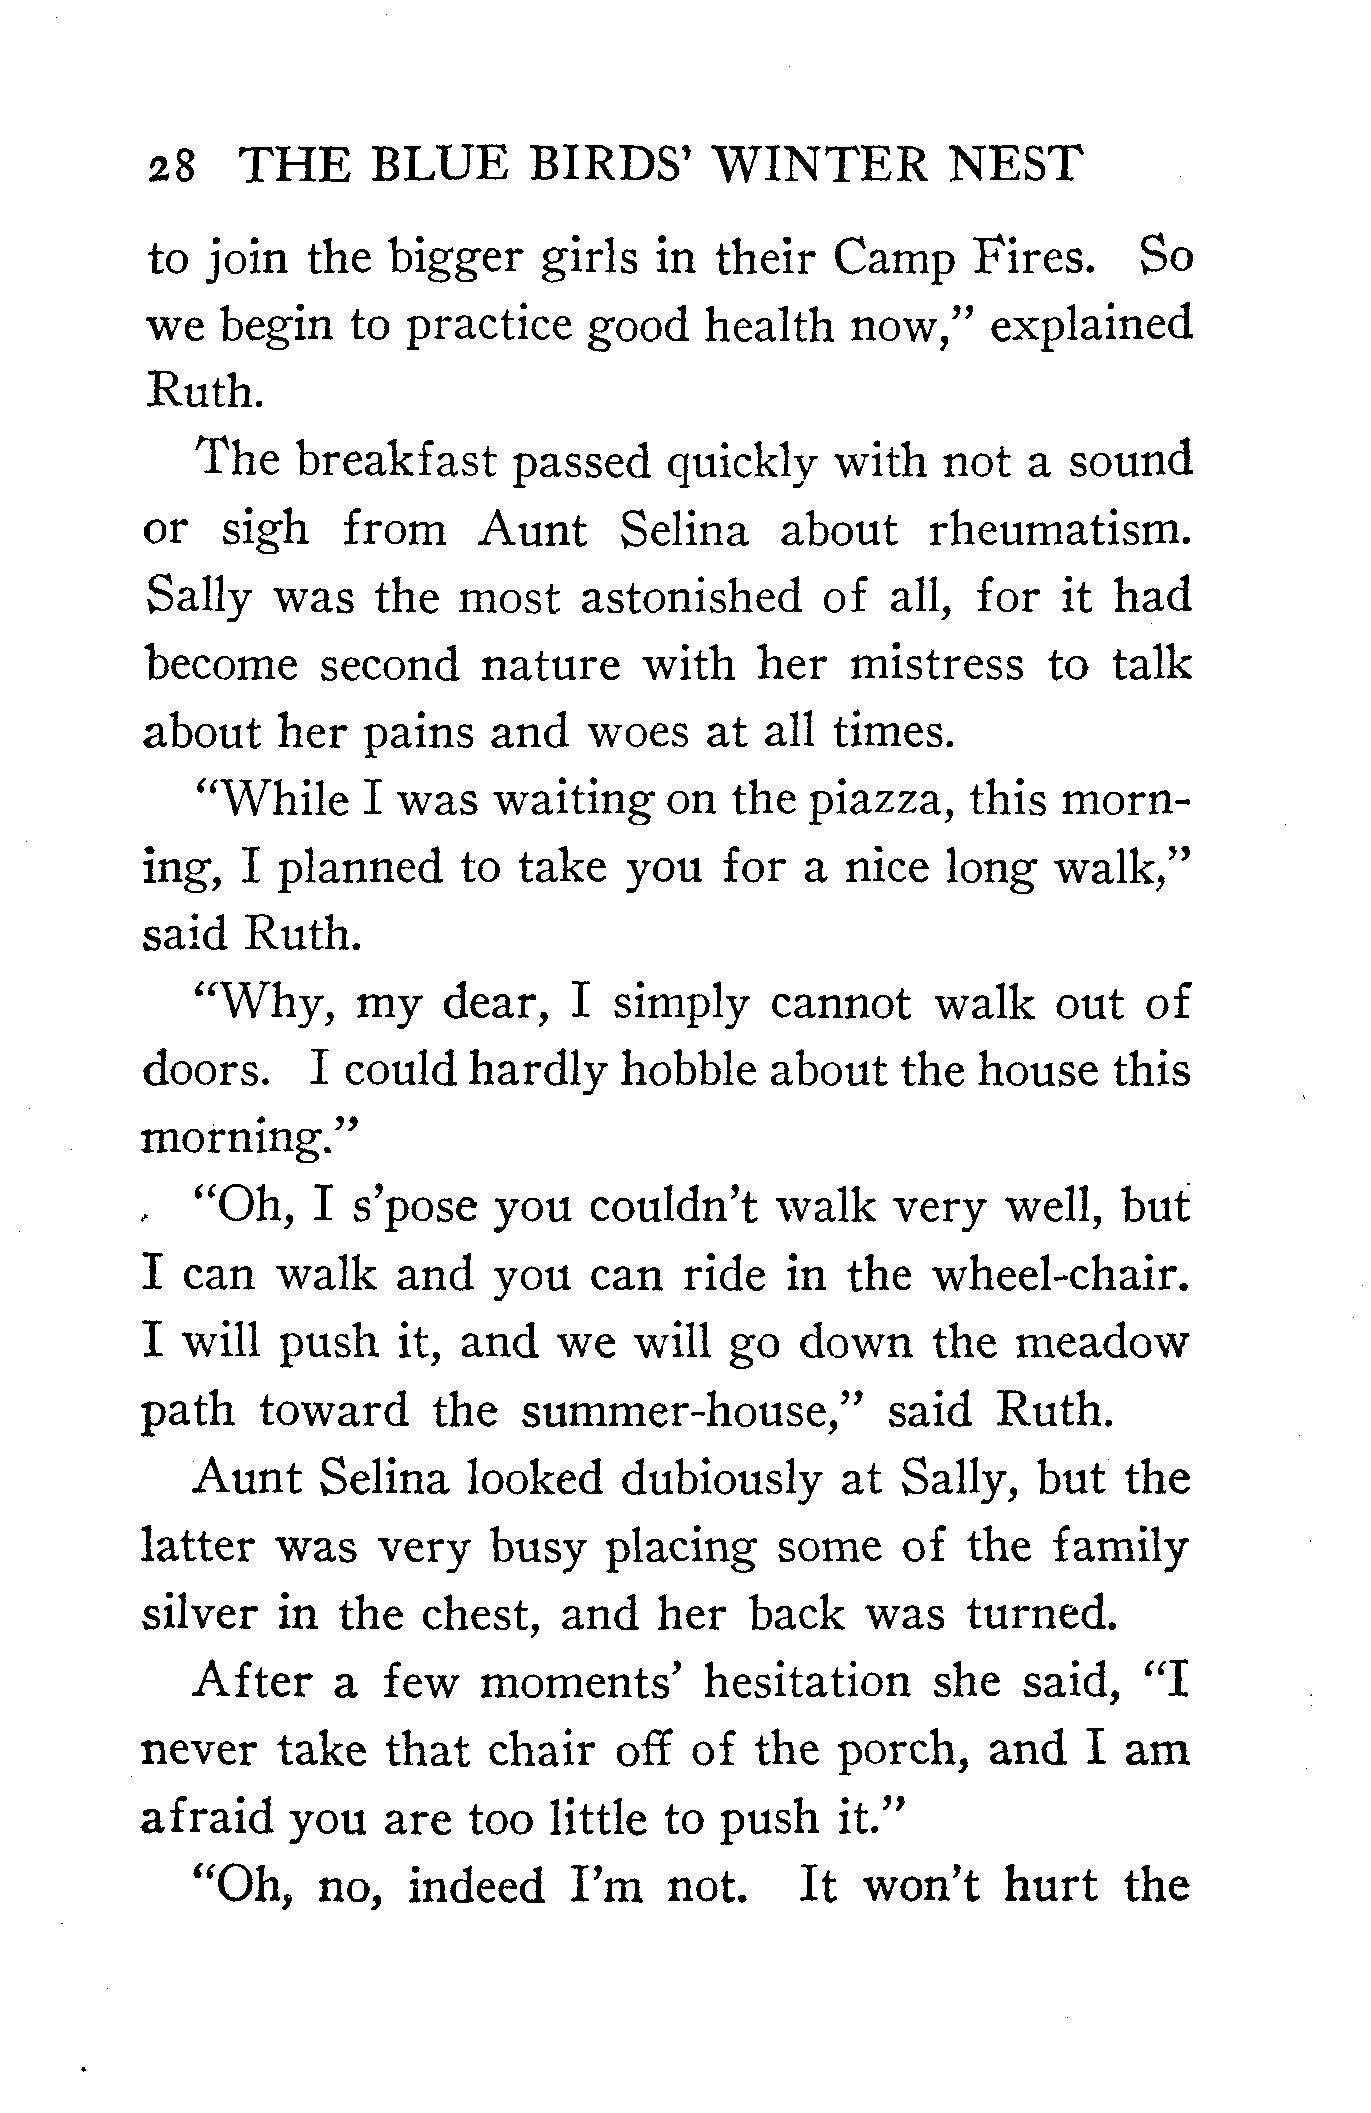 28 THE BLUE BIRDS' WINTER NEST
to join the bigger girls in their Camp Fires. So
we begin to practice good health now,” explained
Ruth.
The breakfast passed quickly with not a sound
or sigh from Aunt Selina about rheumatism.
Sally was the most astonished of all, for it had
become second nature with her mistress to talk
about her pains and woes at all times.
“While I was waiting on the piazza, this morn-
ing, I planned to take you for a nice long walk,”
said Ruth.
“Why, my dear, I simply cannot walk out of
doors. I could hardly hobble about the house this
morning.”
“Oh, I s'pose you couldn't walk very well, but
I can walk and you can ride in the wheel-chair.
I will push it, and we will go down the meadow
path toward the summer-house,” said Ruth.
Aunt Selina looked dubiously at Sally, but the
latter was very busy placing some of the family
silver in the chest, and her back was turned.
After a few moments' hesitation she said, “I
never take that chair off of the porch, and I am
afraid you are too little to push it.”
“Oh, no, indeed I'm not. It won't hurt the